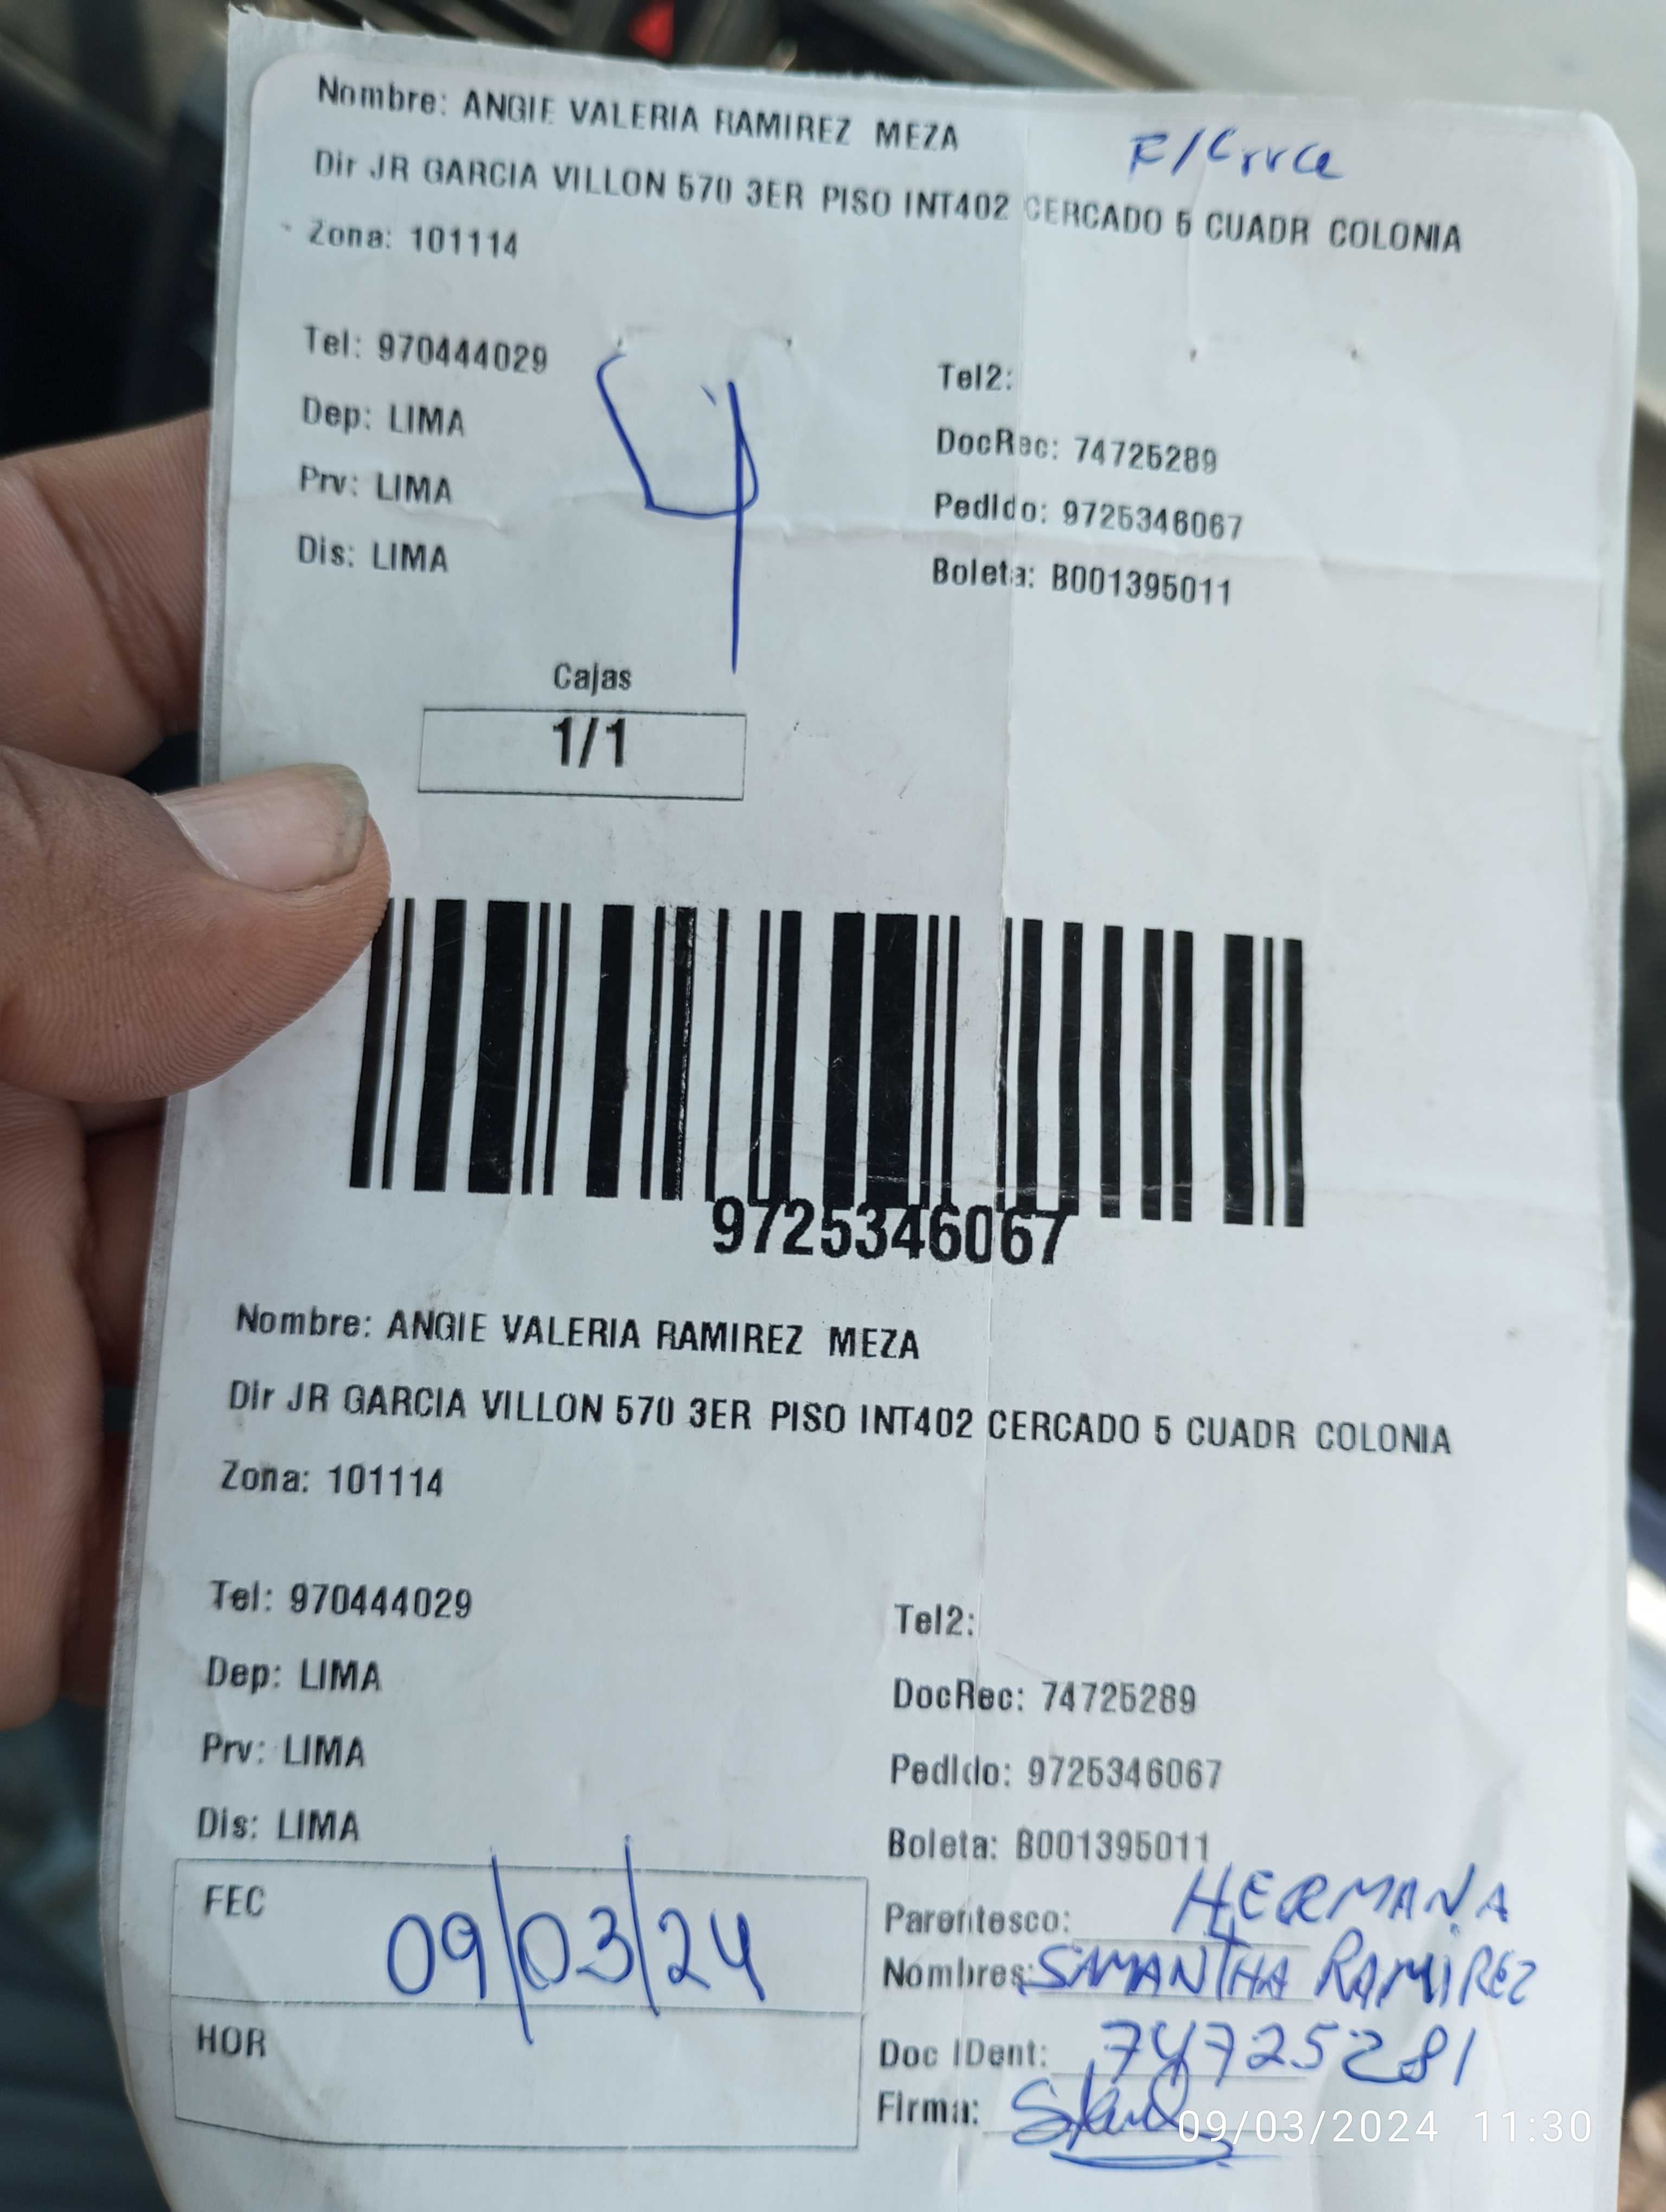 Nombre: ANGIE VALERIA RAMIREZ MEZA
Dir JR GARCIA VILLON 570 3ER PISO INT402 CERCADO 5 CUADR COLONIA
Zona: 101114
Tel: 970444029
Tel2:
Dep: LIMA
DocRec: 74725289
Prv: LIMA
Pedido: 9725346067
Dis: LIMA
Boleta: B001395011
4
Cajas
1/1
9725346067
Nombre: ANGIE VALERIA RAMIREZ MEZA
Dir JR GARCIA VILLON 570 3ER PISO INT402 CERCADO 5 CUADR COLONIA
Zona: 101114
Tel: 970444029
Tel2:
Dep: LIMA
DocRec: 74725289
Prv: LIMA
Pedido: 9725346067
Dis: LIMA
Boleta: B001395011
FEC 09/03/24
Parentesco: HERMANA
Nombres: SAMANTHA RAMIREZ
HOR
Doc IDent: 74725281
Firma:
09/03/2024 11:30